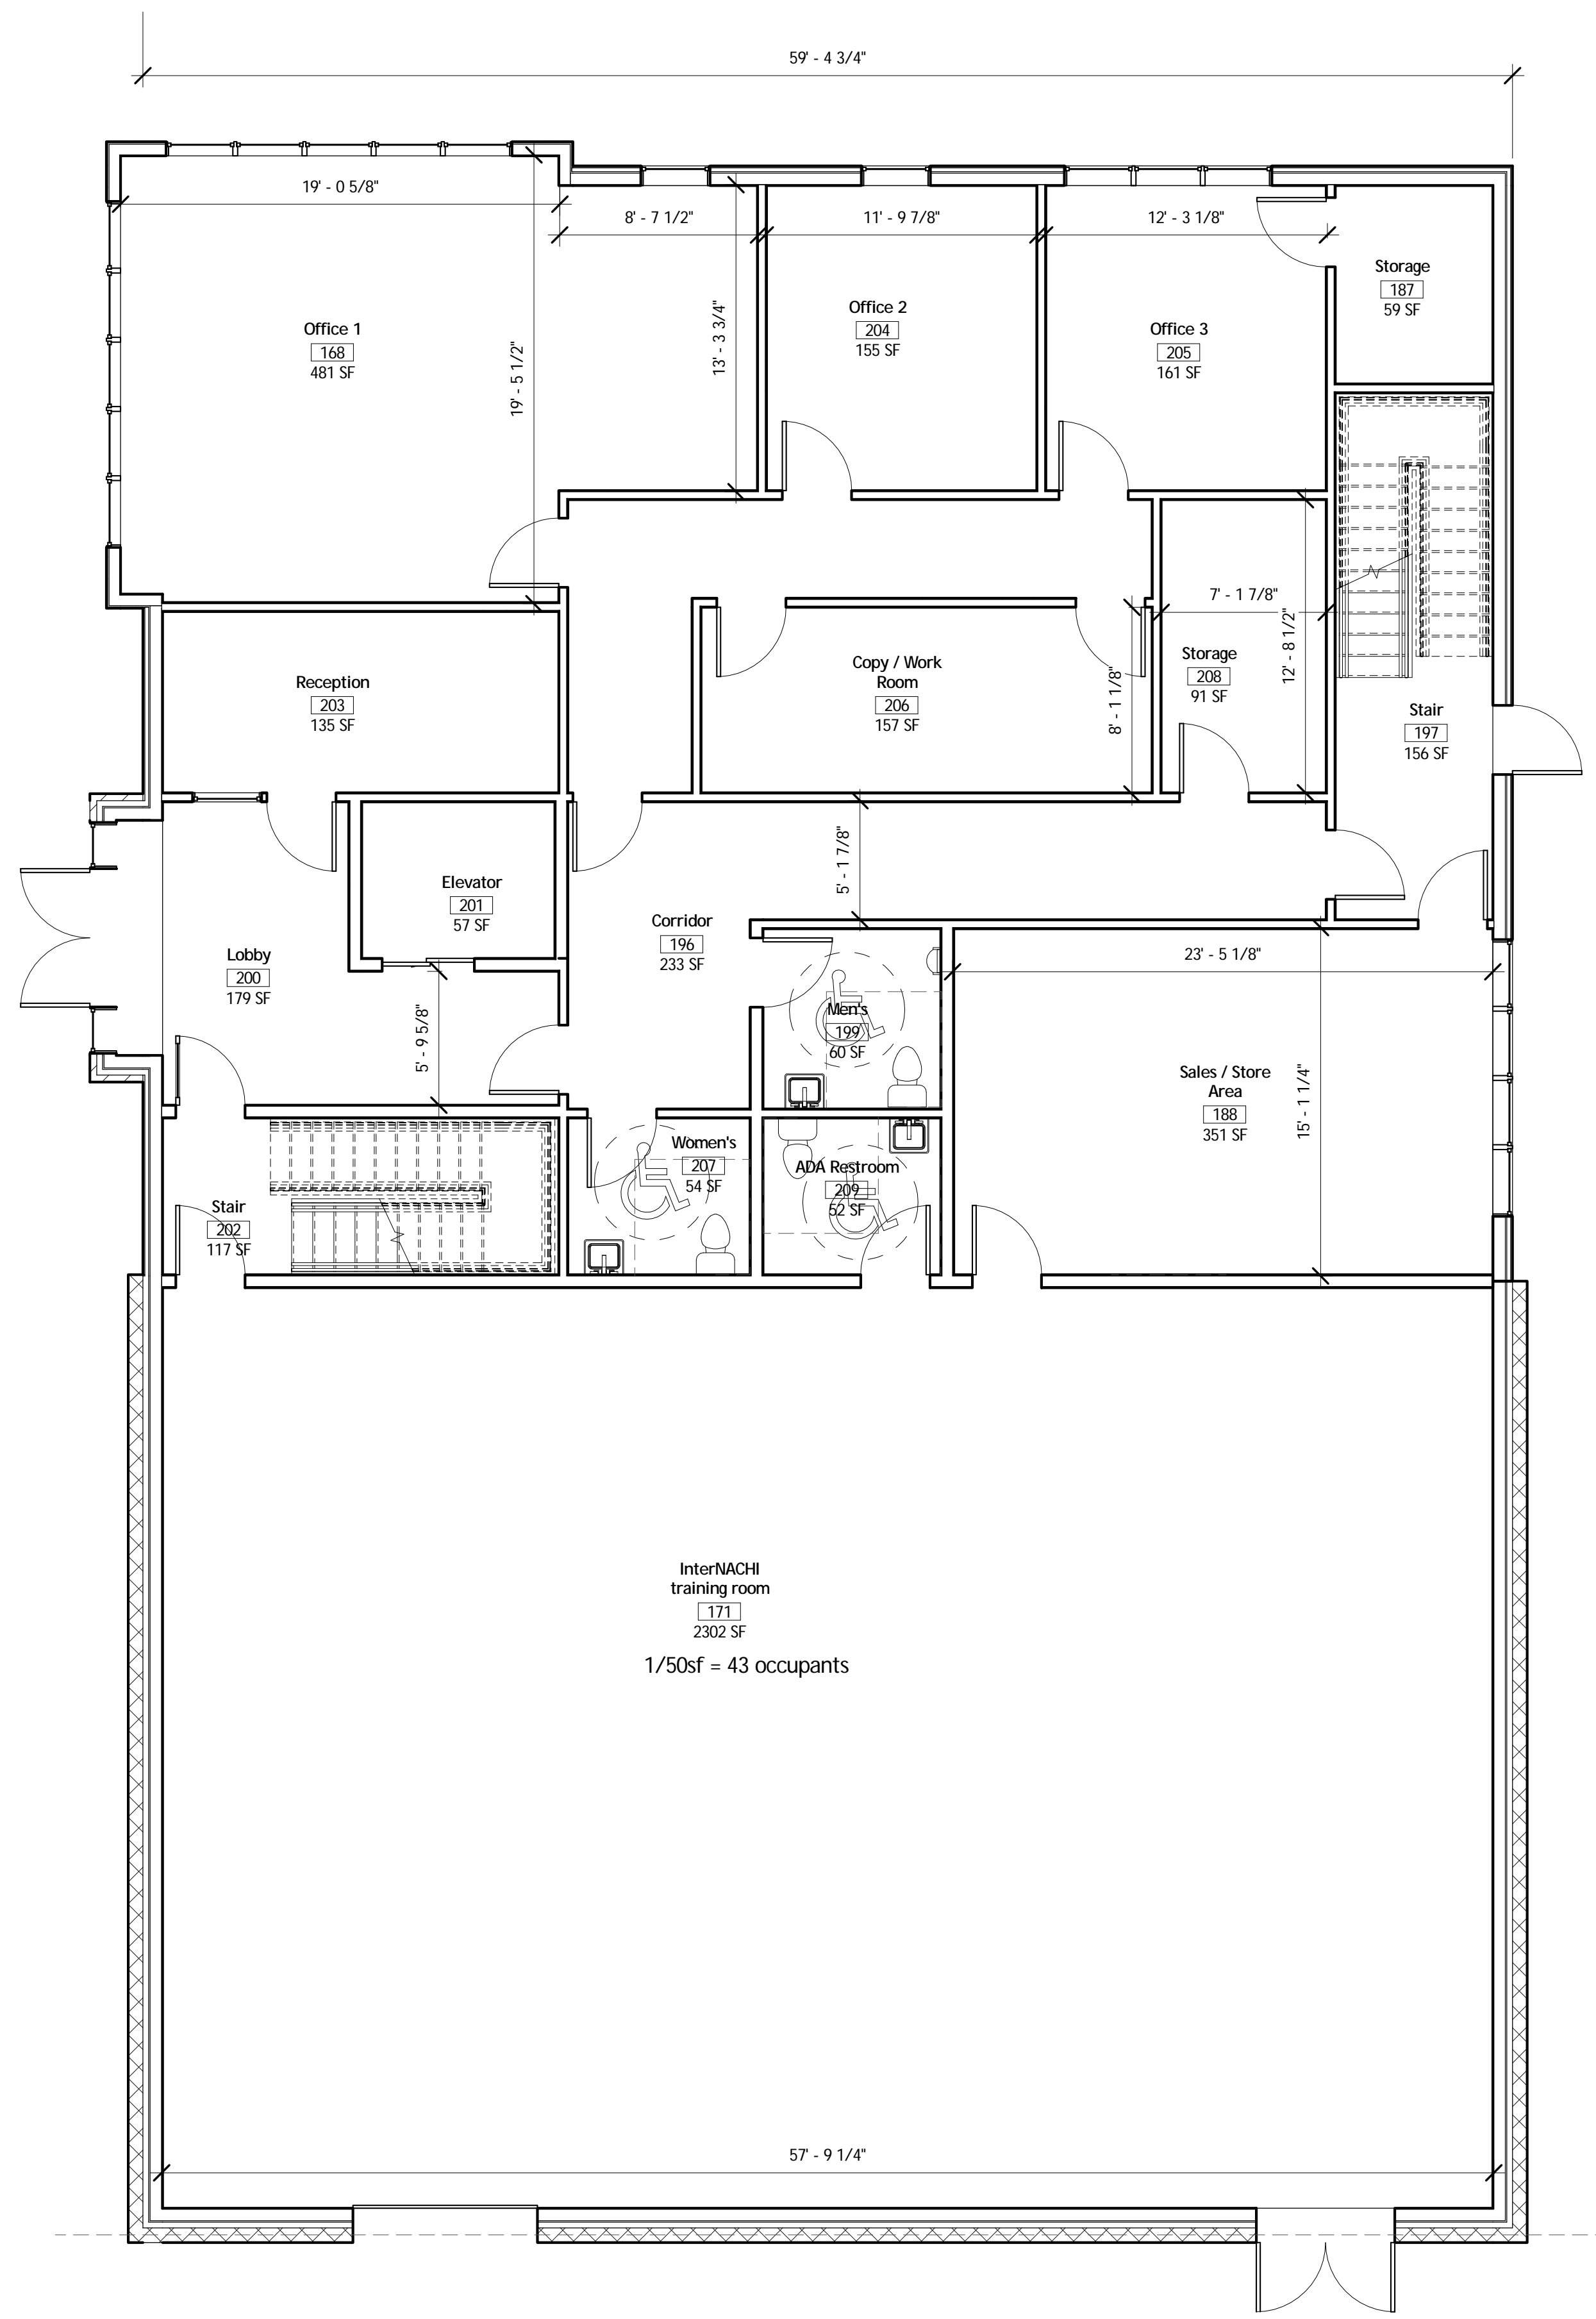 59' - 4 3/4"
19' - 0 5/8"
8' - 7 1/2"
11' - 9 7/8"
12' - 3 1/8"
Storage
187
59 SF
Office 1
168
481 SF
19' - 5 1/2"
13' - 3 3/4"
Office 2
204
155 SF
Office 3
205
161 SF
7' - 1 7/8"
12' - 8 1/2"
Reception
203
135 SF
Copy / Work
Room
206
157 SF
8' - 1 1/8"
Storage
208
91 SF
Stair
197
156 SF
5' - 1 7/8"
Elevator
201
57 SF
Corridor
196
233 SF
Lobby
200
179 SF
5' - 9 5/8"
23' - 5 1/8"
Men's
199
60 SF
Sales / Store
Area
188
351 SF
15' - 1 1/4"
Women's
207
54 SF
ADA Restroom
209
52 SF
Stair
202
117 SF
InterNACHI
training room
171
2302 SF
1/50sf = 43 occupants
57' - 9 1/4"